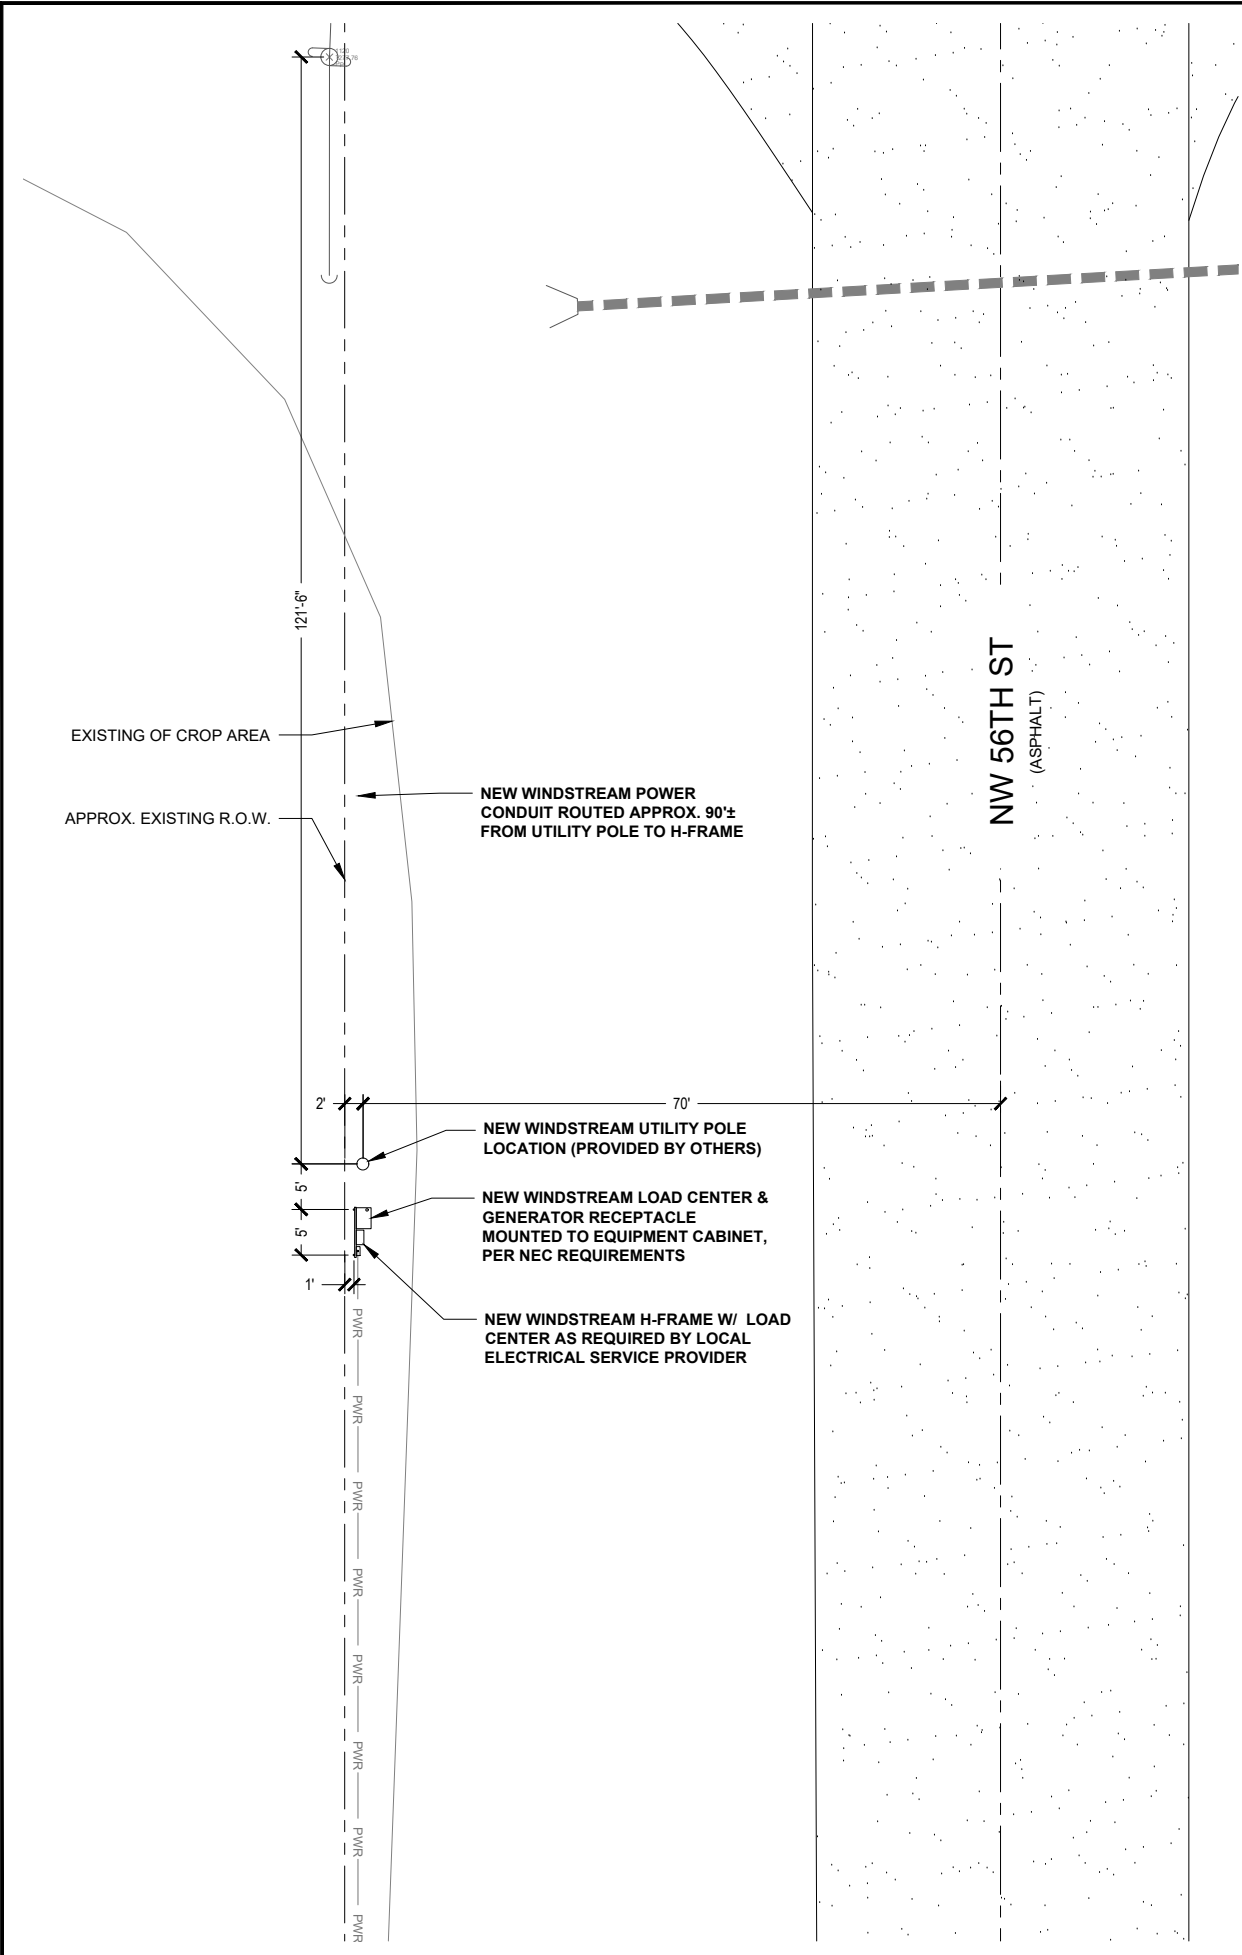 121'-6"
EXISTING OF CROP AREA
APPROX. EXISTING R.O.W.
NEW WINDSTREAM POWER
CONDUIT ROUTED APPROX. 90'±
FROM UTILITY POLE TO H-FRAME
NW 56TH ST
(ASPHALT)
2'
70'
NEW WINDSTREAM UTILITY POLE
LOCATION (PROVIDED BY OTHERS)
5'
5'
NEW WINDSTREAM LOAD CENTER &
GENERATOR RECEPTACLE
MOUNTED TO EQUIPMENT CABINET,
PER NEC REQUIREMENTS
1'
NEW WINDSTREAM H-FRAME W/ LOAD
CENTER AS REQUIRED BY LOCAL
ELECTRICAL SERVICE PROVIDER
PWR
PWR
PWR
PWR
PWR
PWR
PWR
PWR